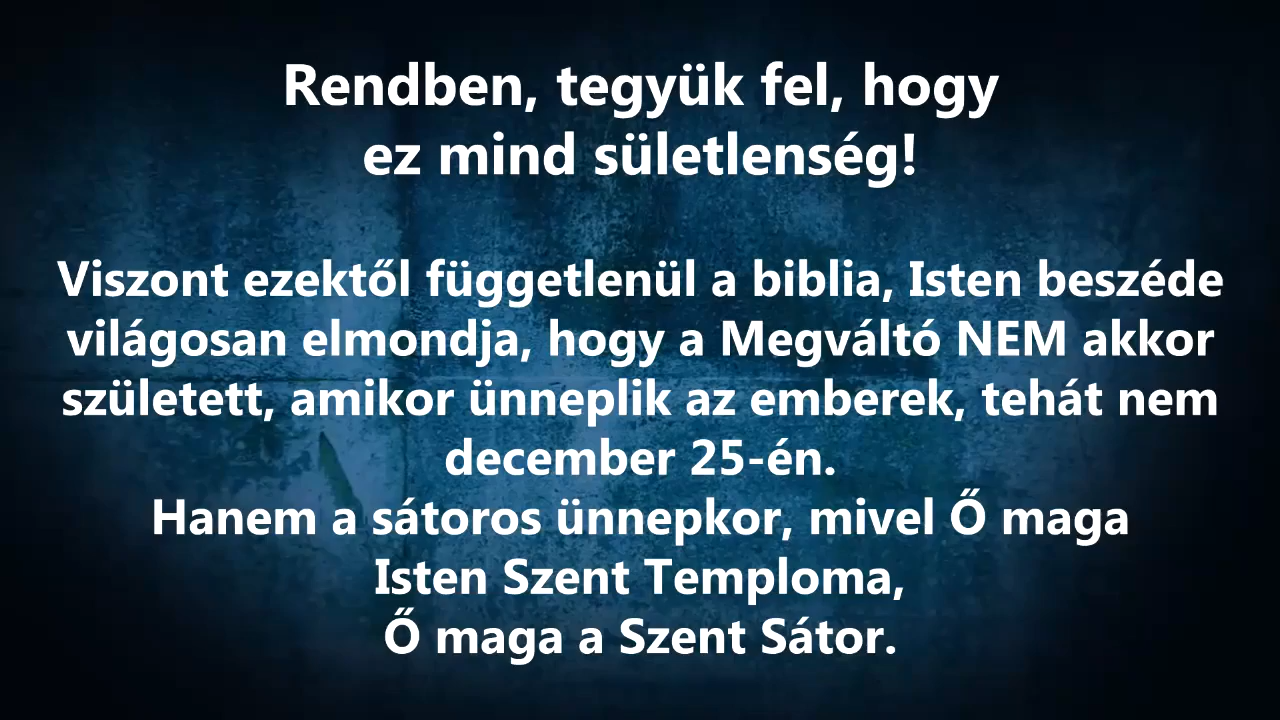 Rendben, tegyük fel, hogy
ez mind sületlenség!
Viszont ezektől függetlenül a biblia, Isten beszéde
világosan elmondja, hogy a Megváltó NEM akkor
született, amikor ünneplik az emberek, tehát nem
december 25-én.
Hanem a sátoros ünnepkor, mivel Ő maga
Isten Szent Temploma,
Ő maga a Szent Sátor.